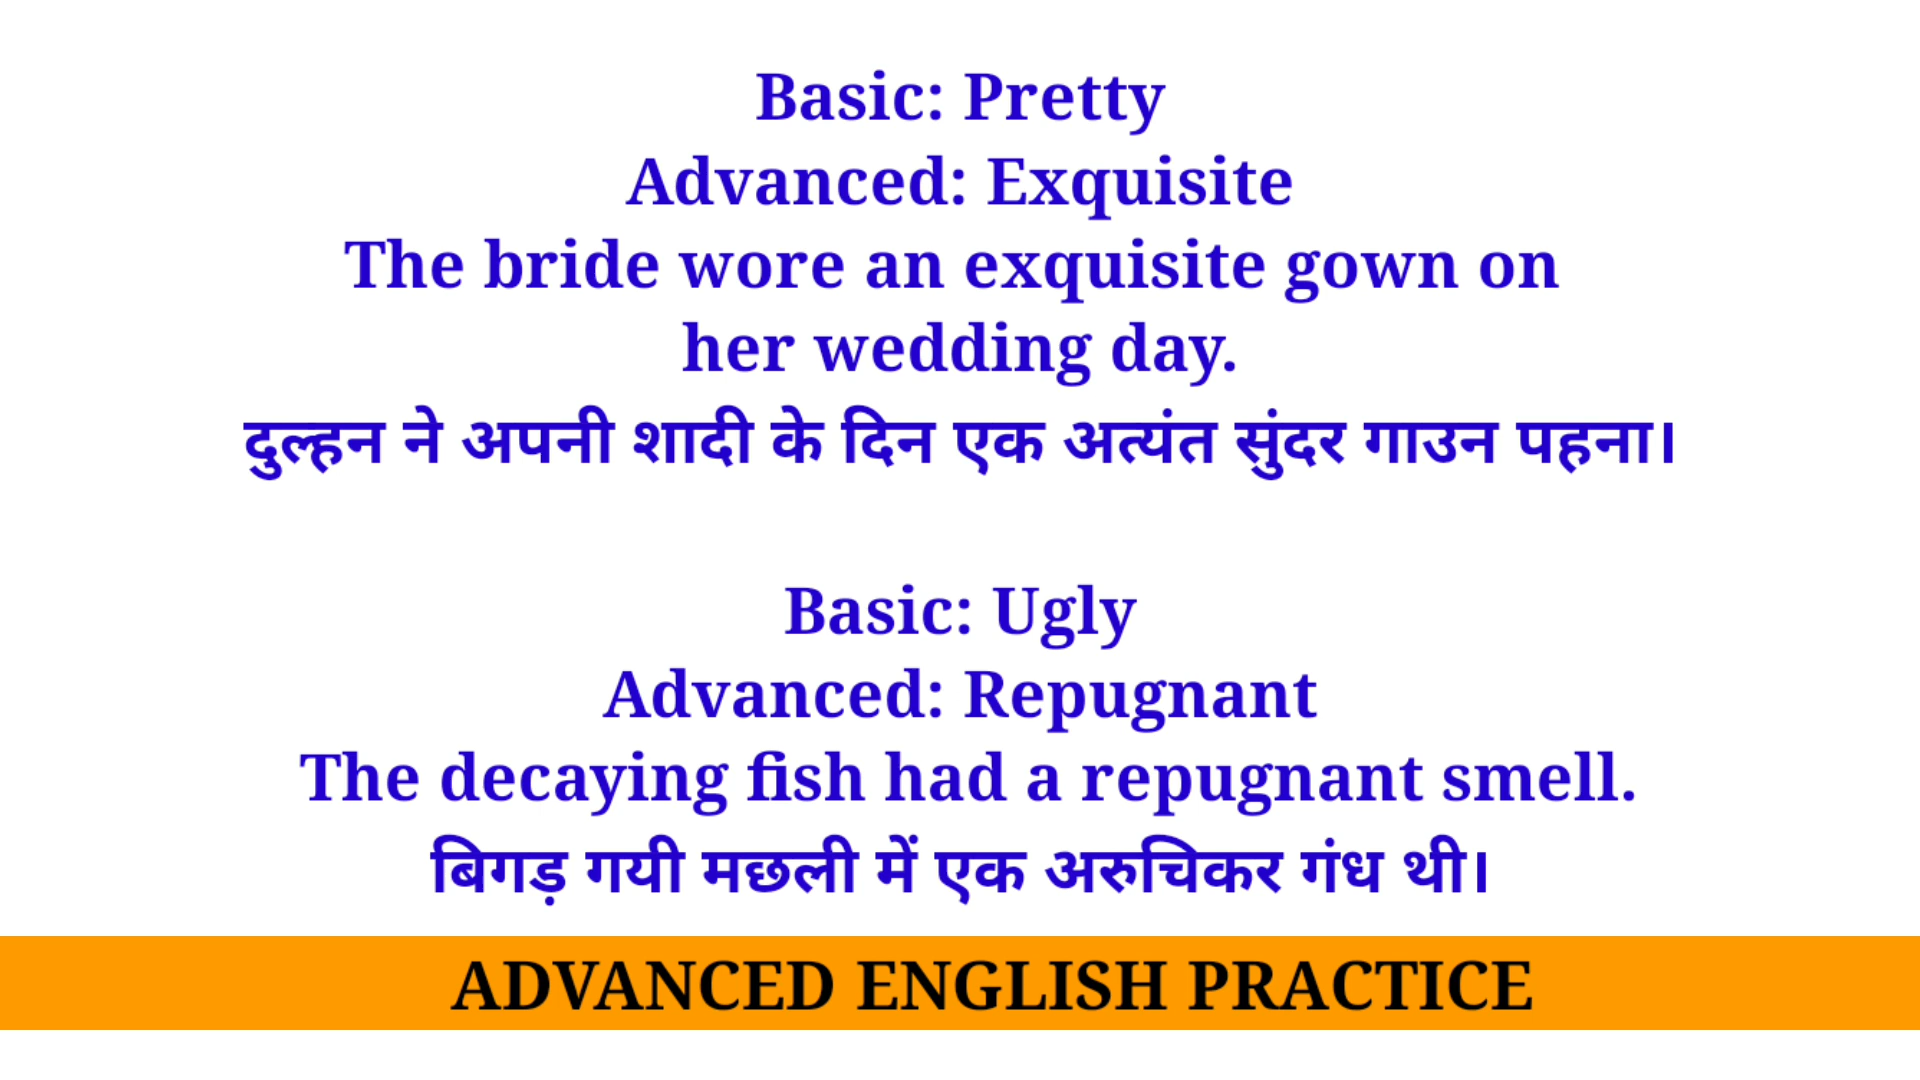 Basic: Pretty
Advanced: Exquisite
The bride wore an exquisite gown on
her wedding day.
दुल्हन ने अपनी शादी के दिन एक अत्यंत सुंदर गाउन पहना।
Basic: Ugly
Advanced: Repugnant
The decaying fish had a repugnant smell.
बिगड़ गयी मछली में एक अरुचिकर गंध थी।
ADVANCED ENGLISH PRACTICE